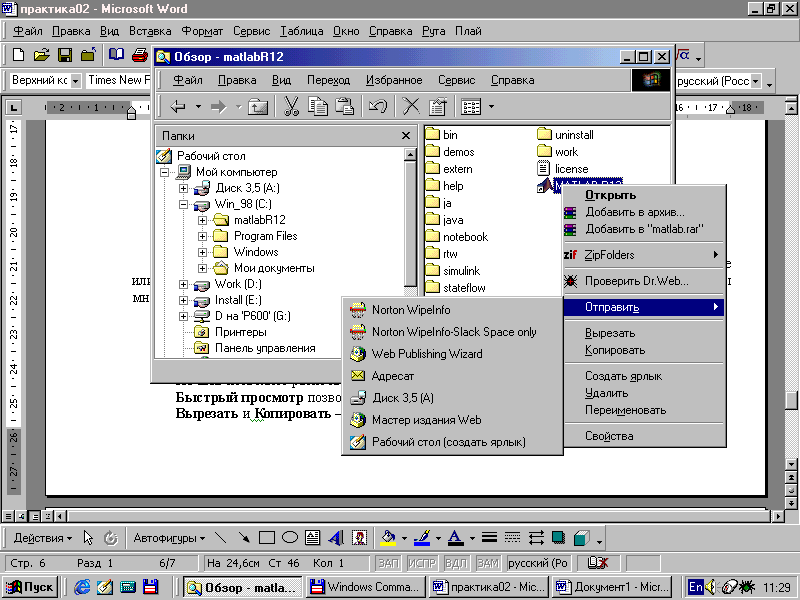 практика02 - Microsoft Word
Файл Правка Вид Вставка Формат Сервис Таблица Окно Справка Рута Плай
Верхний кс Times New F русский (Росс
Обзор - matlabR12
Файл Правка Вид Переход Избранное Сервис Справка
Папки
Рабочий стол
Мой компьютер
Диск 3,5 (A:)
Win_98 (C:)
matlabR12
Program Files
Windows
Мои документы
Work (D:)
Install (E:)
D на 'P600' (G:)
Принтеры
Панель управления
bin
demos
extern
help
ja
java
notebook
rtw
simulink
stateflow
uninstall
work
license
MATLAB R12
Открыть
Добавить в архив...
Добавить в "matlab.rar"
ZipFolders
Проверить Dr.Web...
Отправить
Вырезать
Копировать
Создать ярлык
Удалить
Переименовать
Свойства
Norton WipeInfo
Norton WipeInfo-Slack Space only
Web Publishing Wizard
Адресат
Диск 3,5 (A)
Мастер издания Web
Рабочий стол (создать ярлык)
или
мн
Быстрый просмотр позво
Вырезать и Копировать –
Действия Автофигуры
Стр. 6 Разд 1 6/7 На 24,6см Ст 46 Кол 1 ЗАП ИСПР ВДЛ ЗАМ русский (Ро
Пуск Обзор - matla... Windows Comma... практика02 - Mic... Документ1 - Micr... En 11:29